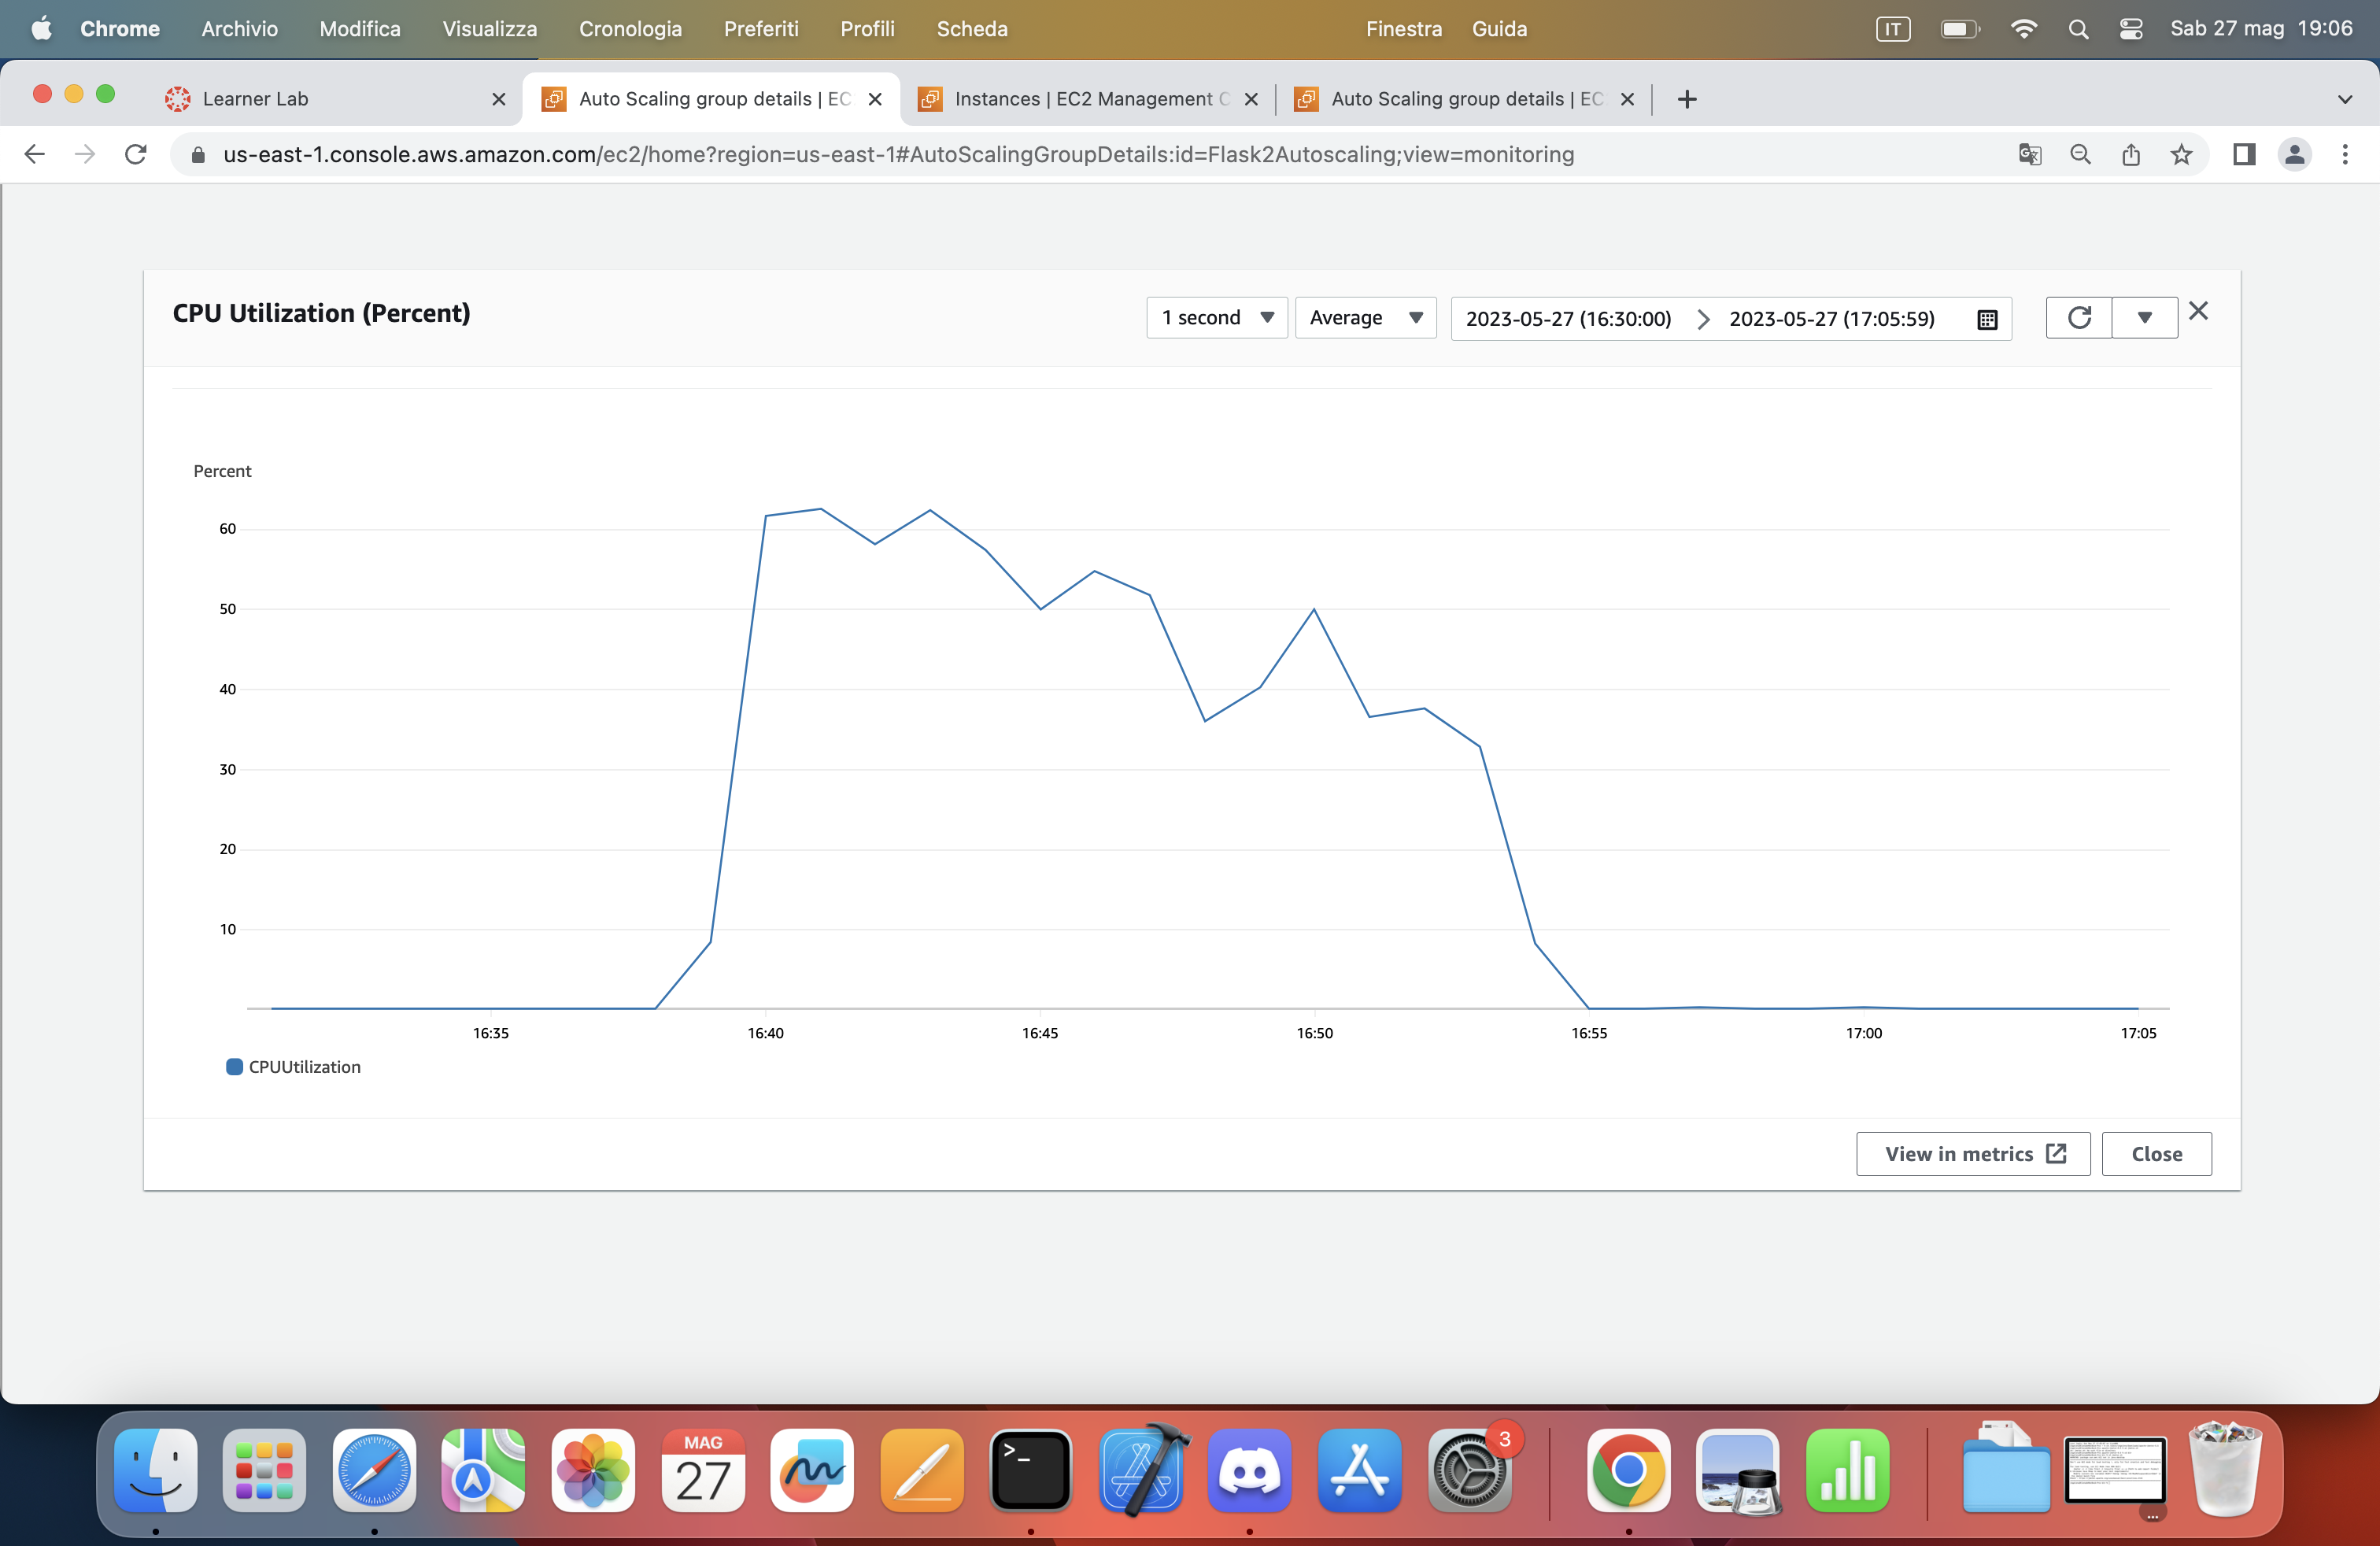 Chrome Archivio Modifica Visualizza Cronologia Preferiti Profili Scheda Finestra Guida IT Sab 27 mag 19:06
Learner Lab Auto Scaling group details | EC Instances | EC2 Management C Auto Scaling group details | EC
us-east-1.console.aws.amazon.com/ec2/home?region=us-east-1#AutoScalingGroupDetails:id=Flask2Autoscaling;view=monitoring
CPU Utilization (Percent) 1 second Average 2023-05-27 (16:30:00) 2023-05-27 (17:05:59)
Percent
60
50
40
30
20
10
16:35 16:40 16:45 16:50 16:55 17:00 17:05
CPUUtilization
View in metrics Close
MAG
27
3